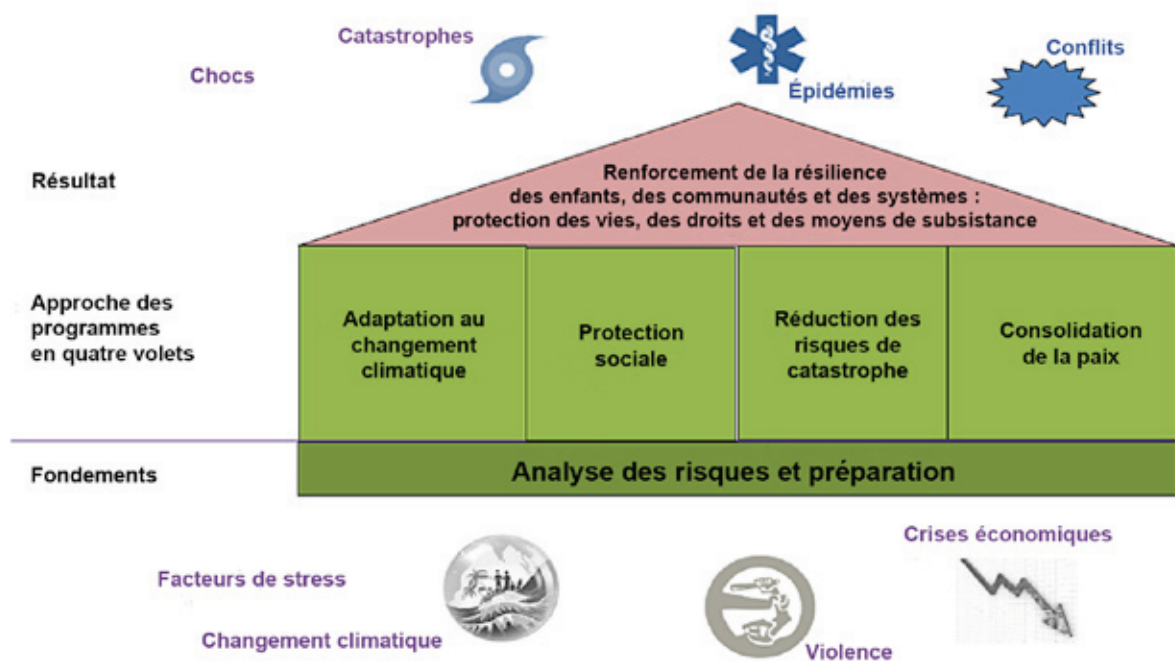 Catastrophes
Conflits
Chocs
Épidémies
Résultat
Renforcement de la résilience
des enfants, des communautés et des systèmes :
protection des vies, des droits et des moyens de subsistance
Approche des
programmes
en quatre volets
Adaptation au
changement
climatique
Protection
sociale
Réduction des
risques de
catastrophe
Consolidation
de la paix
Fondements
Analyse des risques et préparation
Crises économiques
Facteurs de stress
Changement climatique
Violence